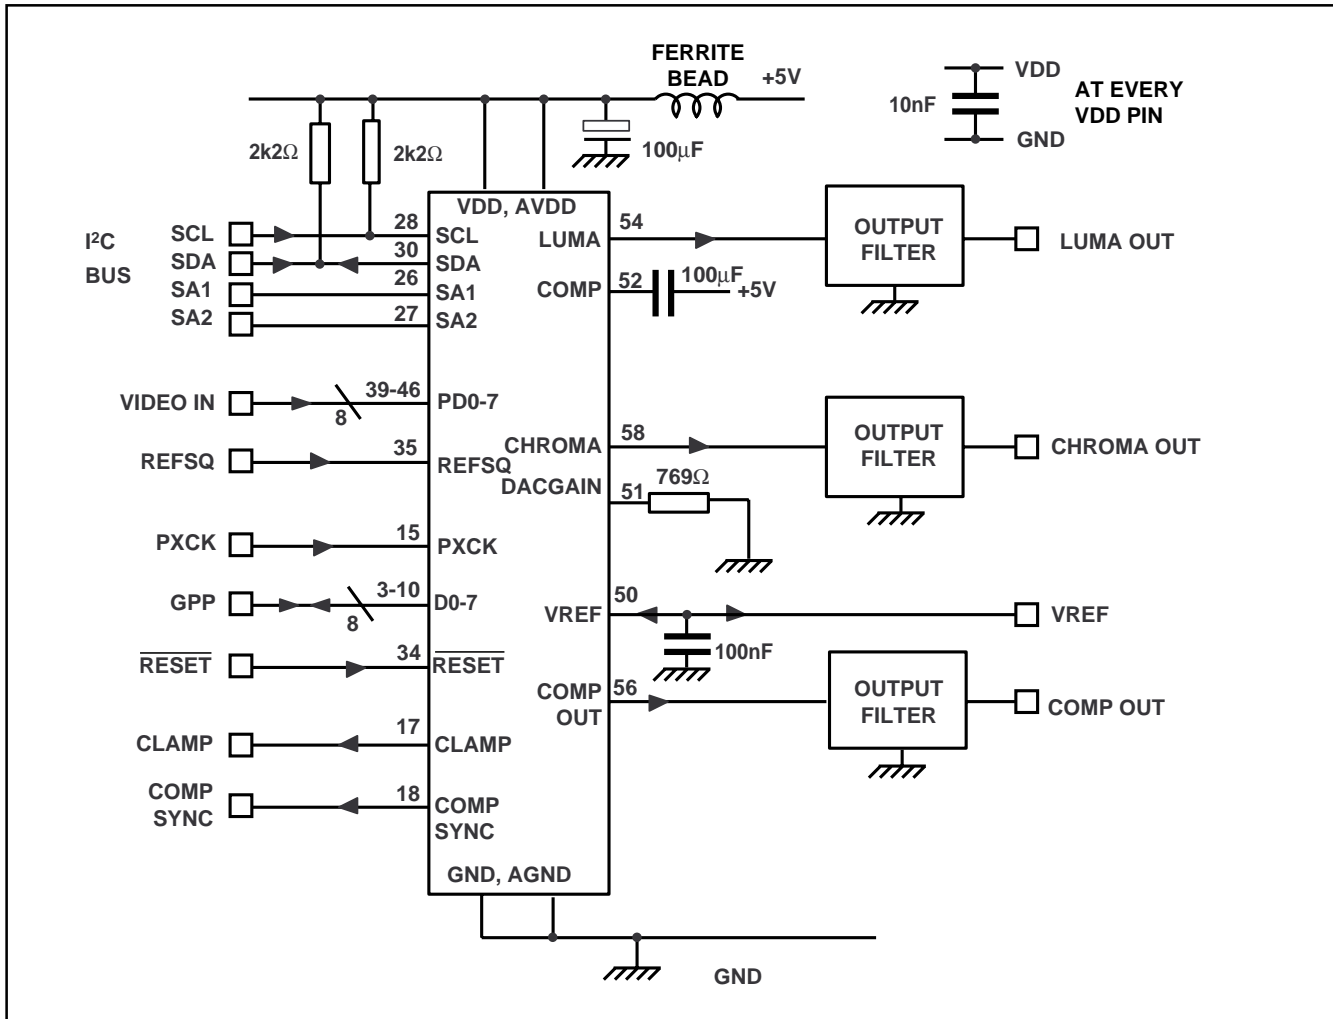 FERRITE
BEAD
+5V
VDD
10nF
AT EVERY
VDD PIN
GND
2k2Ω
2k2Ω
100µF
VDD, AVDD
I²C
BUS
SCL
28
SCL
SDA
30
SDA
SA1
26
SA1
SA2
27
SA2
LUMA
54
OUTPUT
FILTER
LUMA OUT
COMP
52
100µF
+5V
VIDEO IN
8
39-46
PD0-7
REFSQ
35
REFSQ
CHROMA
58
OUTPUT
FILTER
CHROMA OUT
DACGAIN
51
769Ω
PXCK
15
PXCK
GPP
8
3-10
D0-7
VREF
50
VREF
100nF
RESET
34
RESET
COMP
OUT
56
OUTPUT
FILTER
COMP OUT
CLAMP
17
CLAMP
COMP
SYNC
18
COMP
SYNC
GND, AGND
GND